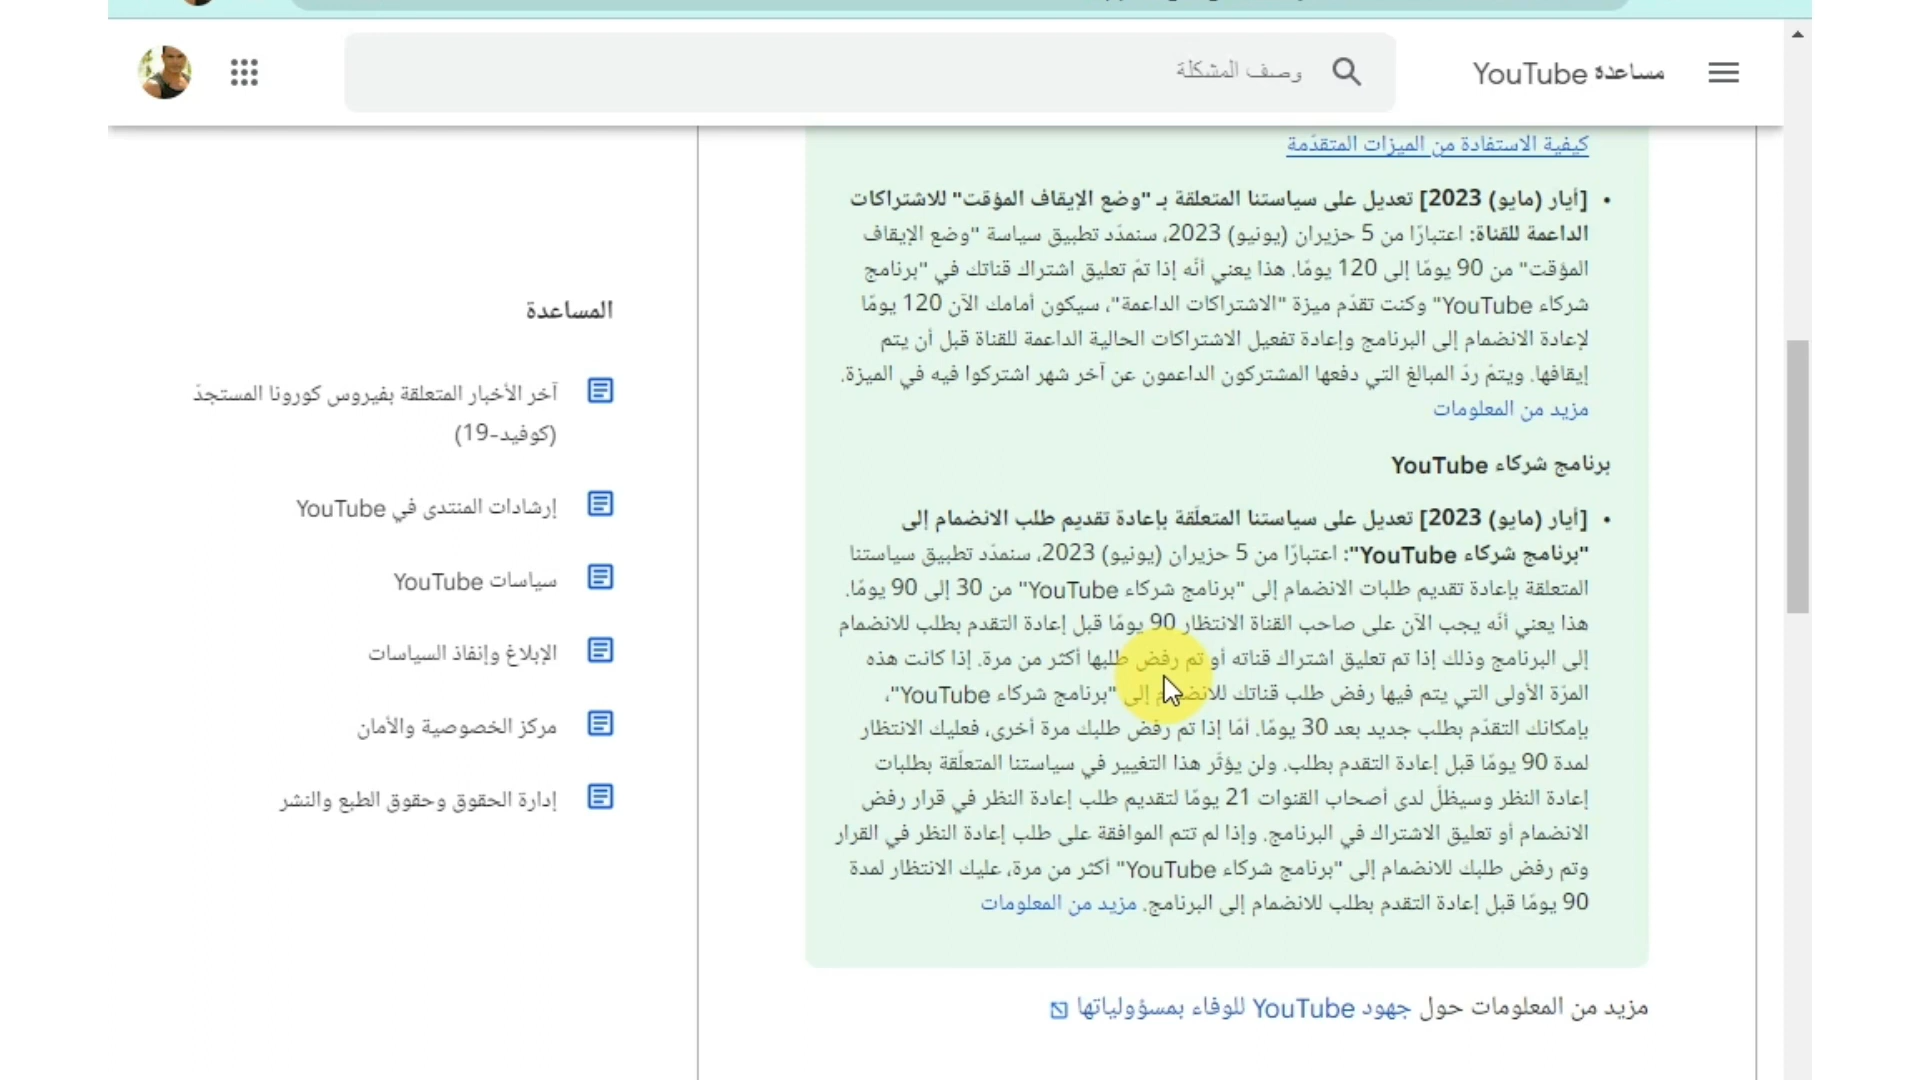 مساعدة YouTube
وصف المشكلة
كيفية الاستفادة من الميزات المتقدّمة
• [أيار (مايو) 2023] تعديل على سياستنا المتعلقة بـ "وضع الإيقاف المؤقت" للاشتراكات
الداعمة للقناة: اعتبارًا من 5 حزيران (يونيو) 2023، سنمدّد تطبيق سياسة "وضع الإيقاف
المؤقت" من 90 يومًا إلى 120 يومًا. هذا يعني أنّه إذا تمّ تعليق اشتراك قناتك في "برنامج
شركاء YouTube" وكنت تقدّم ميزة "الاشتراكات الداعمة"، سيكون أمامك الآن 120 يومًا
لإعادة الانضمام إلى البرنامج وإعادة تفعيل الاشتراكات الحالية الداعمة للقناة قبل أن يتم
إيقافها. ويتمّ ردّ المبالغ التي دفعها المشتركون الداعمون عن آخر شهر اشتركوا فيه في الميزة.
مزيد من المعلومات
برنامج شركاء YouTube
• [أيار (مايو) 2023] تعديل على سياستنا المتعلّقة بإعادة تقديم طلب الانضمام إلى
"برنامج شركاء YouTube": اعتبارًا من 5 حزيران (يونيو) 2023، سنمدّد تطبيق سياستنا
المتعلقة بإعادة تقديم طلبات الانضمام إلى "برنامج شركاء YouTube" من 30 إلى 90 يومًا.
هذا يعني أنّه يجب الآن على صاحب القناة الانتظار 90 يومًا قبل إعادة التقدم بطلب للانضمام
إلى البرنامج وذلك إذا تم تعليق اشتراك قناته أو تم رفض طلبها أكثر من مرة. إذا كانت هذه
المرّة الأولى التي يتم فيها رفض طلب قناتك للانضمام إلى "برنامج شركاء YouTube"،
بإمكانك التقدّم بطلب جديد بعد 30 يومًا. أمّا إذا تم رفض طلبك مرة أخرى، فعليك الانتظار
لمدة 90 يومًا قبل إعادة التقدم بطلب. ولن يؤثّر هذا التغيير في سياستنا المتعلّقة بطلبات
إعادة النظر وسيظلّ لدى أصحاب القنوات 21 يومًا لتقديم طلب إعادة النظر في قرار رفض
الانضمام أو تعليق الاشتراك في البرنامج. وإذا لم تتم الموافقة على طلب إعادة النظر في القرار
وتم رفض طلبك للانضمام إلى "برنامج شركاء YouTube" أكثر من مرة، عليك الانتظار لمدة
90 يومًا قبل إعادة التقدم بطلب للانضمام إلى البرنامج. مزيد من المعلومات
مزيد من المعلومات حول جهود YouTube للوفاء بمسؤولياتها
المساعدة
آخر الأخبار المتعلقة بفيروس كورونا المستجدّ
(كوفيد-19)
إرشادات المنتدى في YouTube
سياسات YouTube
الإبلاغ وإنفاذ السياسات
مركز الخصوصية والأمان
إدارة الحقوق وحقوق الطبع والنشر